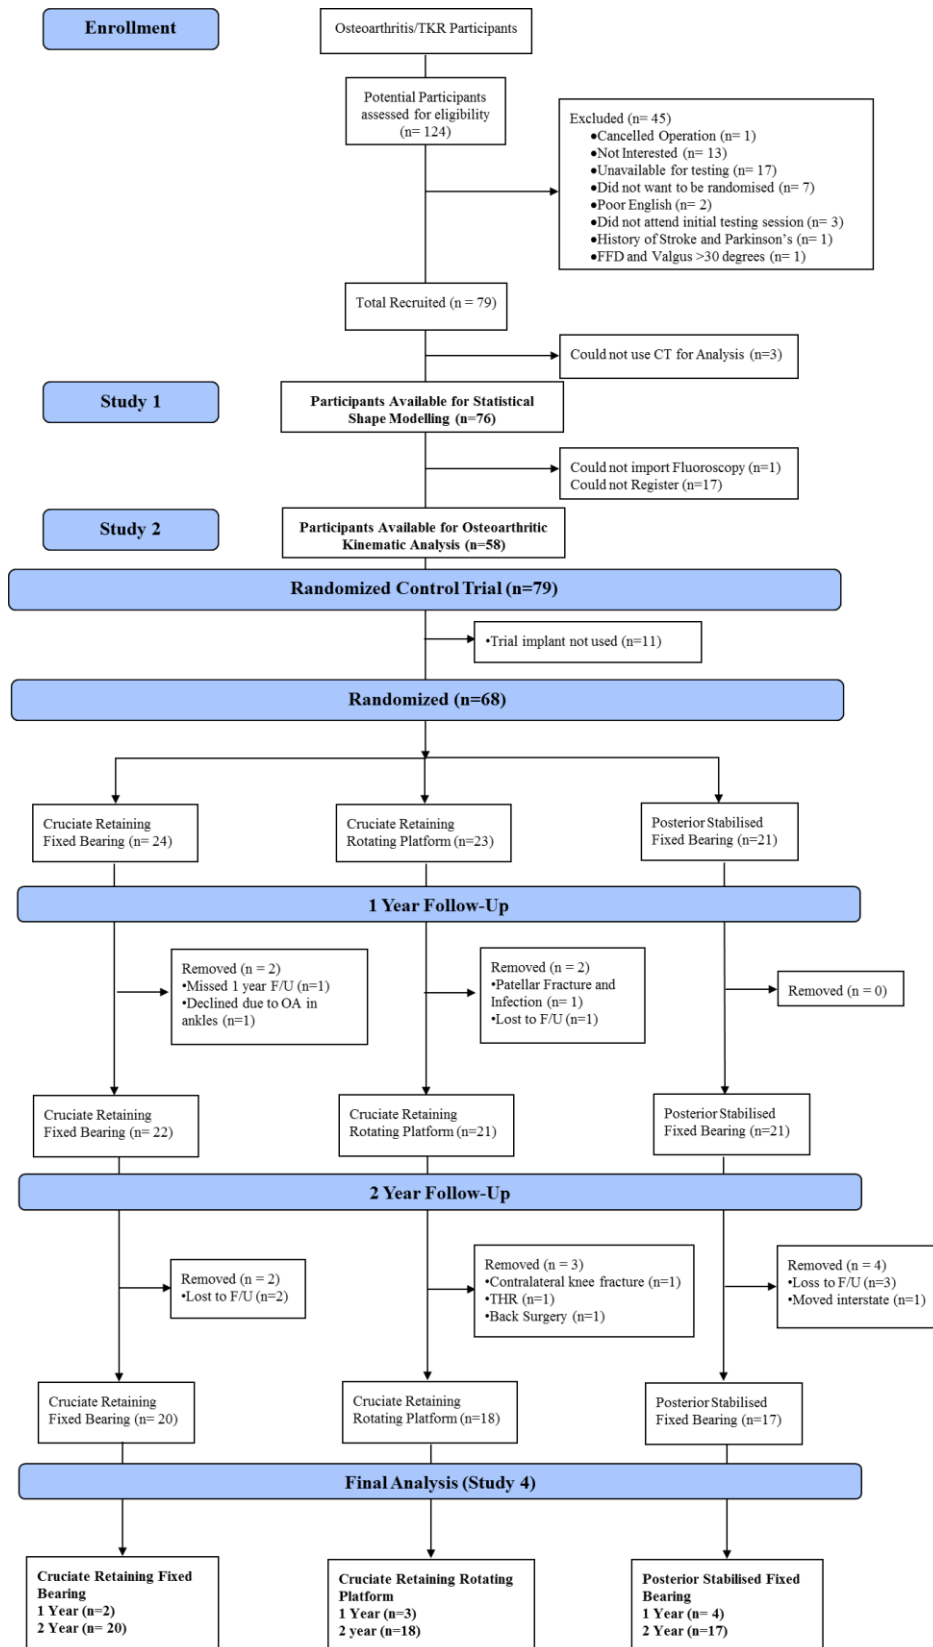 Enrollment
Osteoarthritis/TKR Participants
Potential Participants
assessed for eligibility
(n= 124)
Excluded (n= 45)
•Cancelled Operation (n= 1)
•Not Interested (n= 13)
•Unavailable for testing (n= 17)
•Did not want to be randomised (n= 7)
•Poor English (n= 2)
•Did not attend initial testing session (n= 3)
•History of Stroke and Parkinson's (n= 1)
•FFD and Valgus >30 degrees (n= 1)
Total Recruited (n = 79)
Could not use CT for Analysis (n=3)
Study 1
Participants Available for Statistical
Shape Modelling (n=76)
Could not import Fluoroscopy (n=1)
Could not Register (n=17)
Study 2
Participants Available for Osteoarthritic
Kinematic Analysis (n=58)
Randomized Control Trial (n=79)
•Trial implant not used (n=11)
Randomized (n=68)
Cruciate Retaining
Fixed Bearing (n= 24)
Cruciate Retaining
Rotating Platform (n=23)
Posterior Stabilised
Fixed Bearing (n=21)
1 Year Follow-Up
Removed (n = 2)
•Missed 1 year F/U (n=1)
•Declined due to OA in
ankles (n=1)
Removed (n = 2)
•Patellar Fracture and
Infection (n= 1)
•Lost to F/U (n=1)
Removed (n = 0)
Cruciate Retaining
Fixed Bearing (n= 22)
Cruciate Retaining
Rotating Platform (n=21)
Posterior Stabilised
Fixed Bearing (n=21)
2 Year Follow-Up
Removed (n = 2)
•Lost to F/U (n=2)
Removed (n = 3)
•Contralateral knee fracture (n=1)
•THR (n=1)
•Back Surgery (n=1)
Removed (n = 4)
•Loss to F/U (n=3)
•Moved interstate (n=1)
Cruciate Retaining
Fixed Bearing (n= 20)
Cruciate Retaining
Rotating Platform (n=18)
Posterior Stabilised
Fixed Bearing (n=17)
Final Analysis (Study 4)
Cruciate Retaining Fixed
Bearing
1 Year (n=2)
2 Year (n= 20)
Cruciate Retaining Rotating
Platform
1 Year (n=3)
2 year (n=18)
Posterior Stabilised Fixed
Bearing
1 Year (n= 4)
2 Year (n=17)